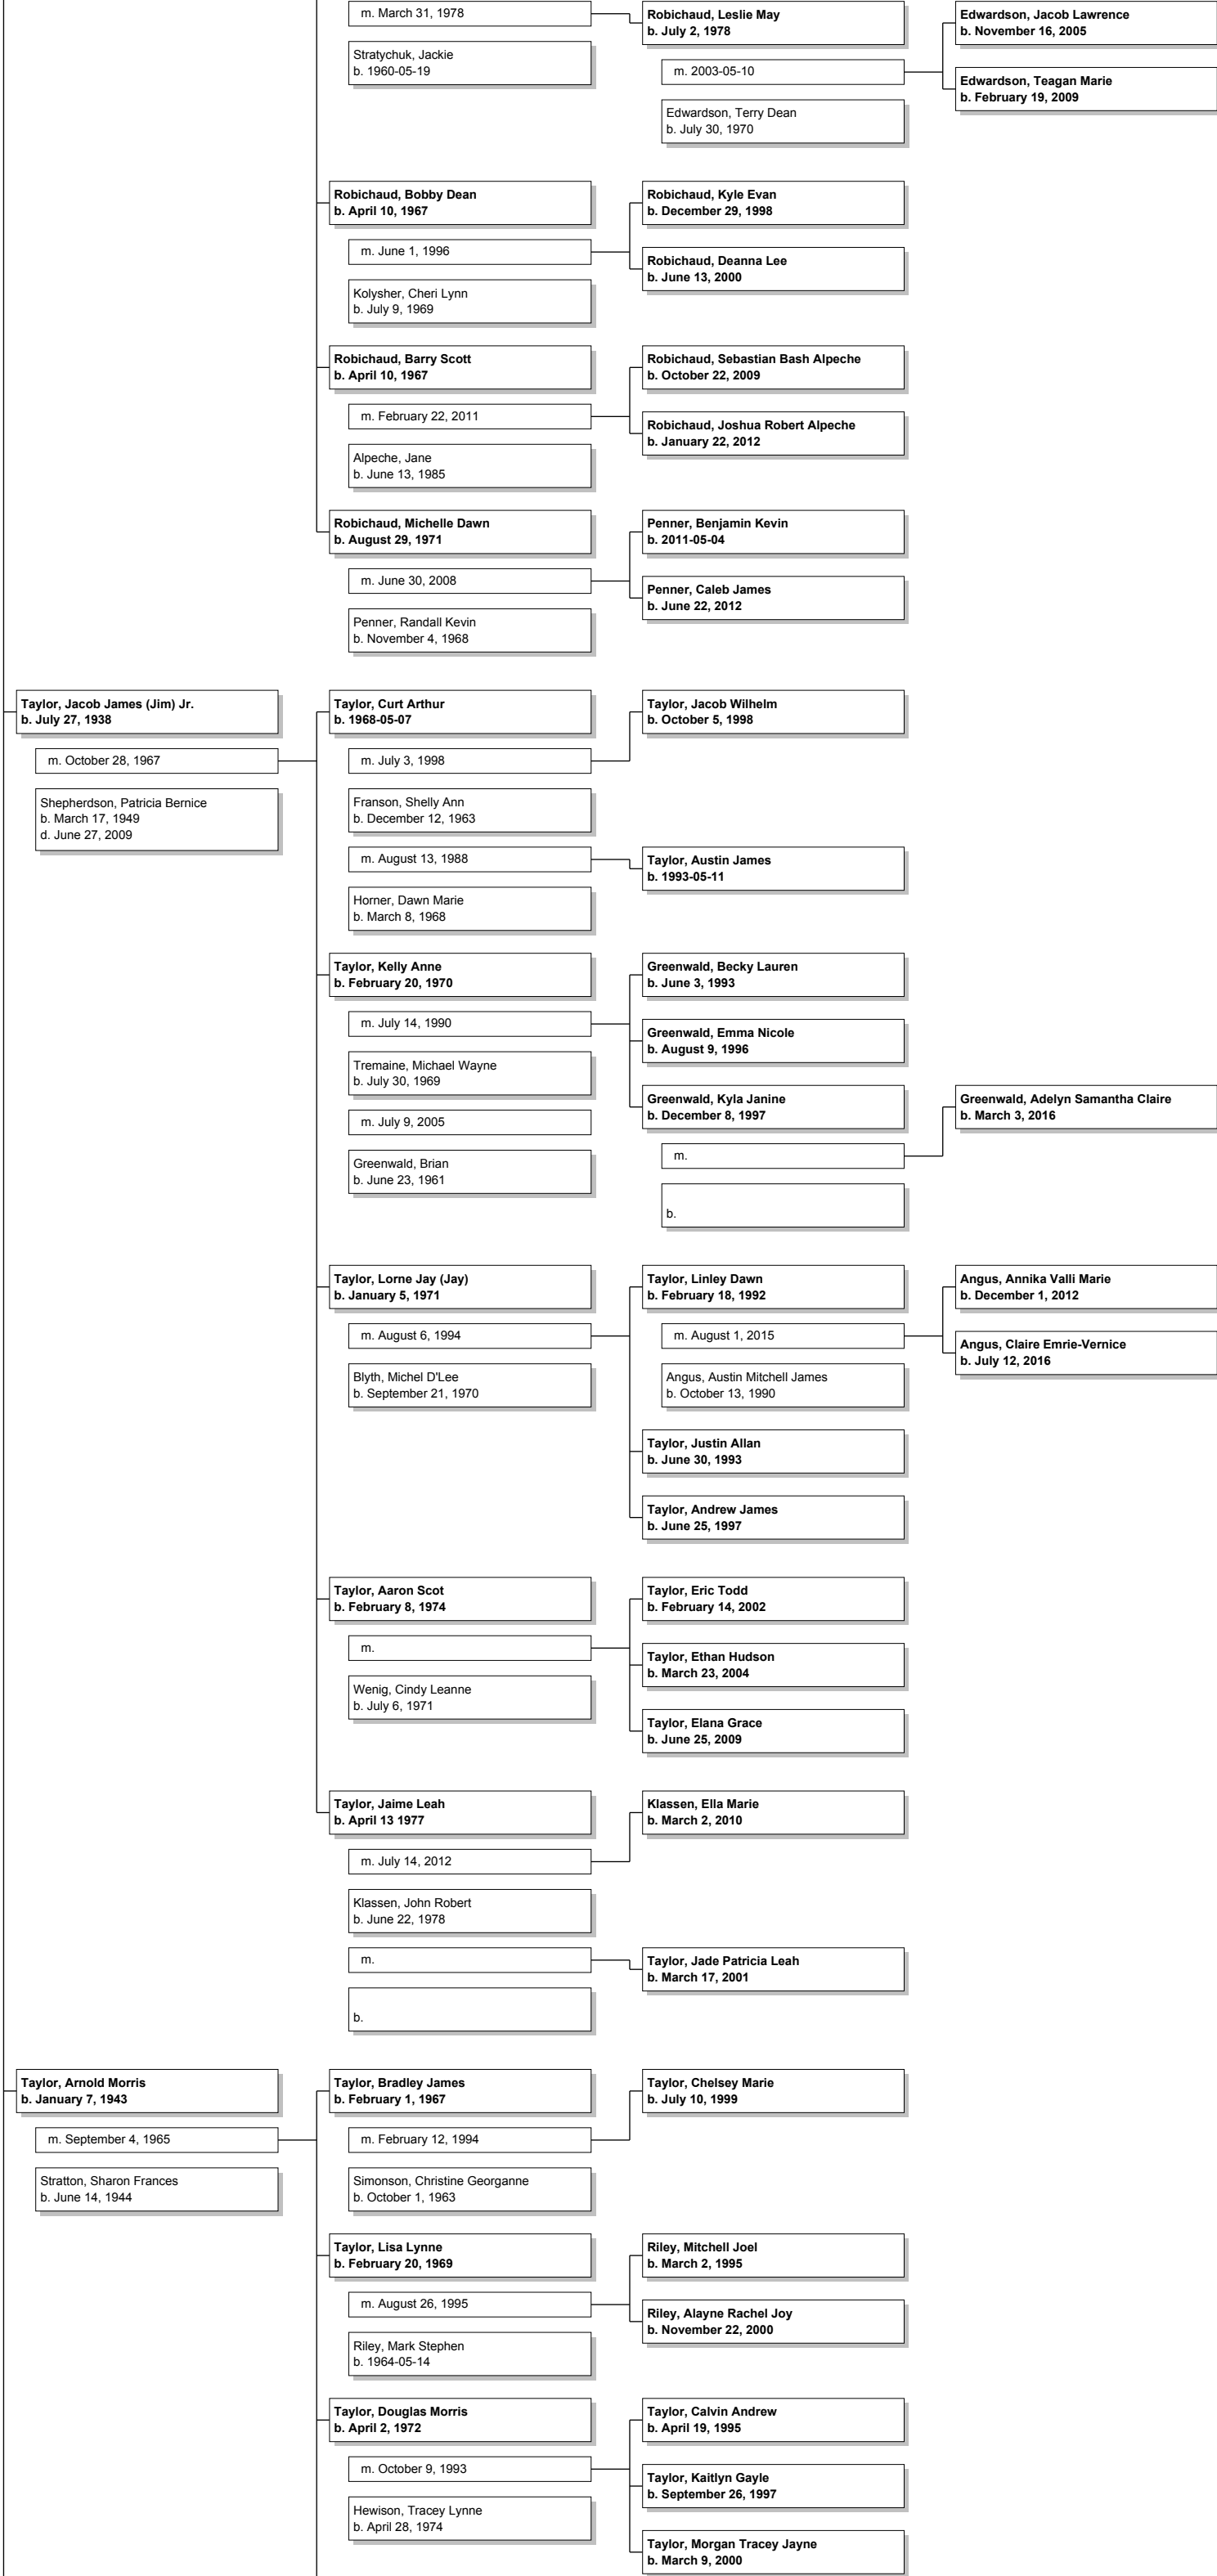 m. March 31, 1978
Stratychuk, Jackie
b. 1960-05-19
Robichaud, Leslie May
b. July 2, 1978
m. 2003-05-10
Edwardson, Terry Dean
b. July 30, 1970
Edwardson, Jacob Lawrence
b. November 16, 2005
Edwardson, Teagan Marie
b. February 19, 2009
Robichaud, Bobby Dean
b. April 10, 1967
m. June 1, 1996
Kolysher, Cheri Lynn
b. July 9, 1969
Robichaud, Kyle Evan
b. December 29, 1998
Robichaud, Deanna Lee
b. June 13, 2000
Robichaud, Barry Scott
b. April 10, 1967
m. February 22, 2011
Alpeche, Jane
b. June 13, 1985
Robichaud, Sebastian Bash Alpeche
b. October 22, 2009
Robichaud, Joshua Robert Alpeche
b. January 22, 2012
Robichaud, Michelle Dawn
b. August 29, 1971
m. June 30, 2008
Penner, Randall Kevin
b. November 4, 1968
Penner, Benjamin Kevin
b. 2011-05-04
Penner, Caleb James
b. June 22, 2012
Taylor, Jacob James (Jim) Jr.
b. July 27, 1938
m. October 28, 1967
Shepherdson, Patricia Bernice
b. March 17, 1949
d. June 27, 2009
Taylor, Curt Arthur
b. 1968-05-07
m. July 3, 1998
Franson, Shelly Ann
b. December 12, 1963
m. August 13, 1988
Horner, Dawn Marie
b. March 8, 1968
Taylor, Jacob Wilhelm
b. October 5, 1998
Taylor, Austin James
b. 1993-05-11
Taylor, Kelly Anne
b. February 20, 1970
m. July 14, 1990
Tremaine, Michael Wayne
b. July 30, 1969
m. July 9, 2005
Greenwald, Brian
b. June 23, 1961
Greenwald, Becky Lauren
b. June 3, 1993
Greenwald, Emma Nicole
b. August 9, 1996
Greenwald, Kyla Janine
b. December 8, 1997
m.
b.
Greenwald, Adelyn Samantha Claire
b. March 3, 2016
Taylor, Lorne Jay (Jay)
b. January 5, 1971
m. August 6, 1994
Blyth, Michel D'Lee
b. September 21, 1970
Taylor, Linley Dawn
b. February 18, 1992
m. August 1, 2015
Angus, Austin Mitchell James
b. October 13, 1990
Angus, Annika Valli Marie
b. December 1, 2012
Angus, Claire Emrie-Vernice
b. July 12, 2016
Taylor, Justin Allan
b. June 30, 1993
Taylor, Andrew James
b. June 25, 1997
Taylor, Aaron Scot
b. February 8, 1974
m.
Wenig, Cindy Leanne
b. July 6, 1971
Taylor, Eric Todd
b. February 14, 2002
Taylor, Ethan Hudson
b. March 23, 2004
Taylor, Elana Grace
b. June 25, 2009
Taylor, Jaime Leah
b. April 13 1977
m. July 14, 2012
Klassen, John Robert
b. June 22, 1978
m.
b.
Klassen, Ella Marie
b. March 2, 2010
Taylor, Jade Patricia Leah
b. March 17, 2001
Taylor, Arnold Morris
b. January 7, 1943
m. September 4, 1965
Stratton, Sharon Frances
b. June 14, 1944
Taylor, Bradley James
b. February 1, 1967
m. February 12, 1994
Simonson, Christine Georganne
b. October 1, 1963
Taylor, Chelsey Marie
b. July 10, 1999
Taylor, Lisa Lynne
b. February 20, 1969
m. August 26, 1995
Riley, Mark Stephen
b. 1964-05-14
Riley, Mitchell Joel
b. March 2, 1995
Riley, Alayne Rachel Joy
b. November 22, 2000
Taylor, Douglas Morris
b. April 2, 1972
m. October 9, 1993
Hewison, Tracey Lynne
b. April 28, 1974
Taylor, Calvin Andrew
b. April 19, 1995
Taylor, Kaitlyn Gayle
b. September 26, 1997
Taylor, Morgan Tracey Jayne
b. March 9, 2000